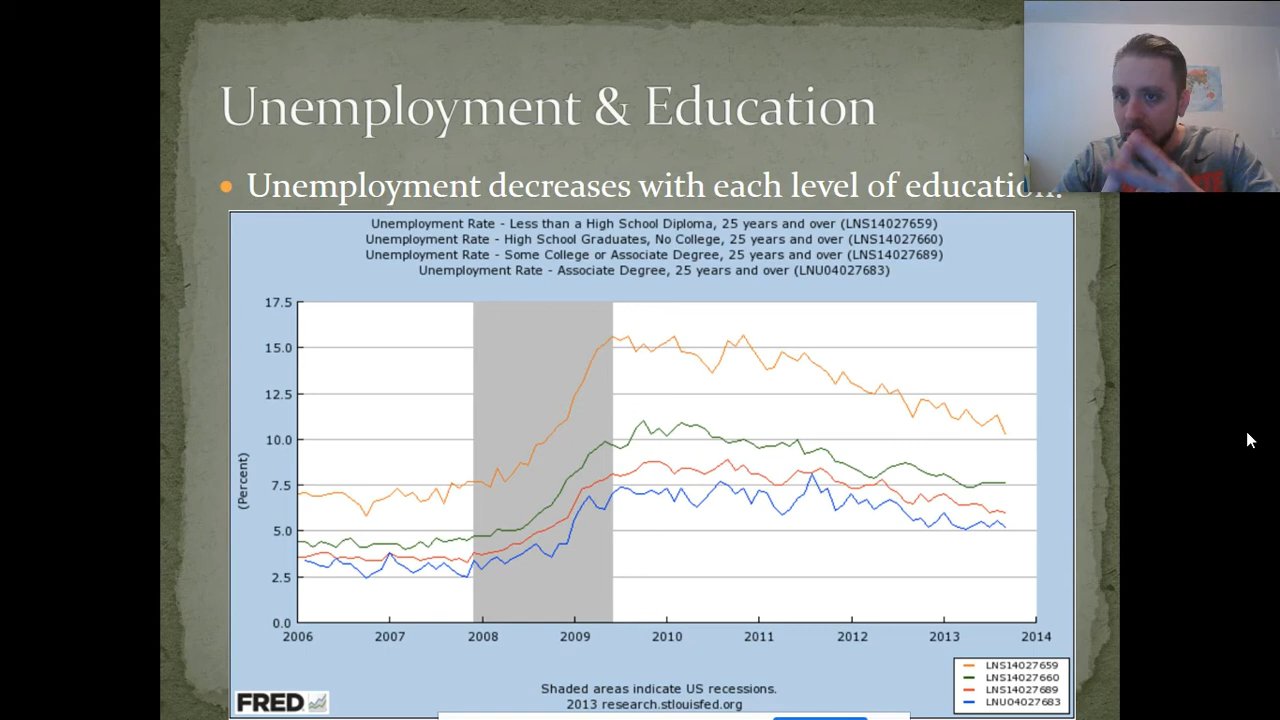 Unemployment & Education
Unemployment decreases with each level of education.
Unemployment Rate - Less than a High School Diploma, 25 years and over (LNS14027659)
Unemployment Rate - High School Graduates, No College, 25 years and over (LNS14027660)
Unemployment Rate - Some College or Associate Degree, 25 years and over (LNS14027689)
Unemployment Rate - Associate Degree, 25 years and over (LNU04027683)
17.5
15.0
12.5
10.0
7.5
5.0
2.5
0.0
(Percent)
2006 2007 2008 2009 2010 2011 2012 2013 2014
LNS14027659
LNS14027660
LNS14027689
LNU04027683
Shaded areas indicate US recessions.
2013 research.stlouisfed.org
FRED